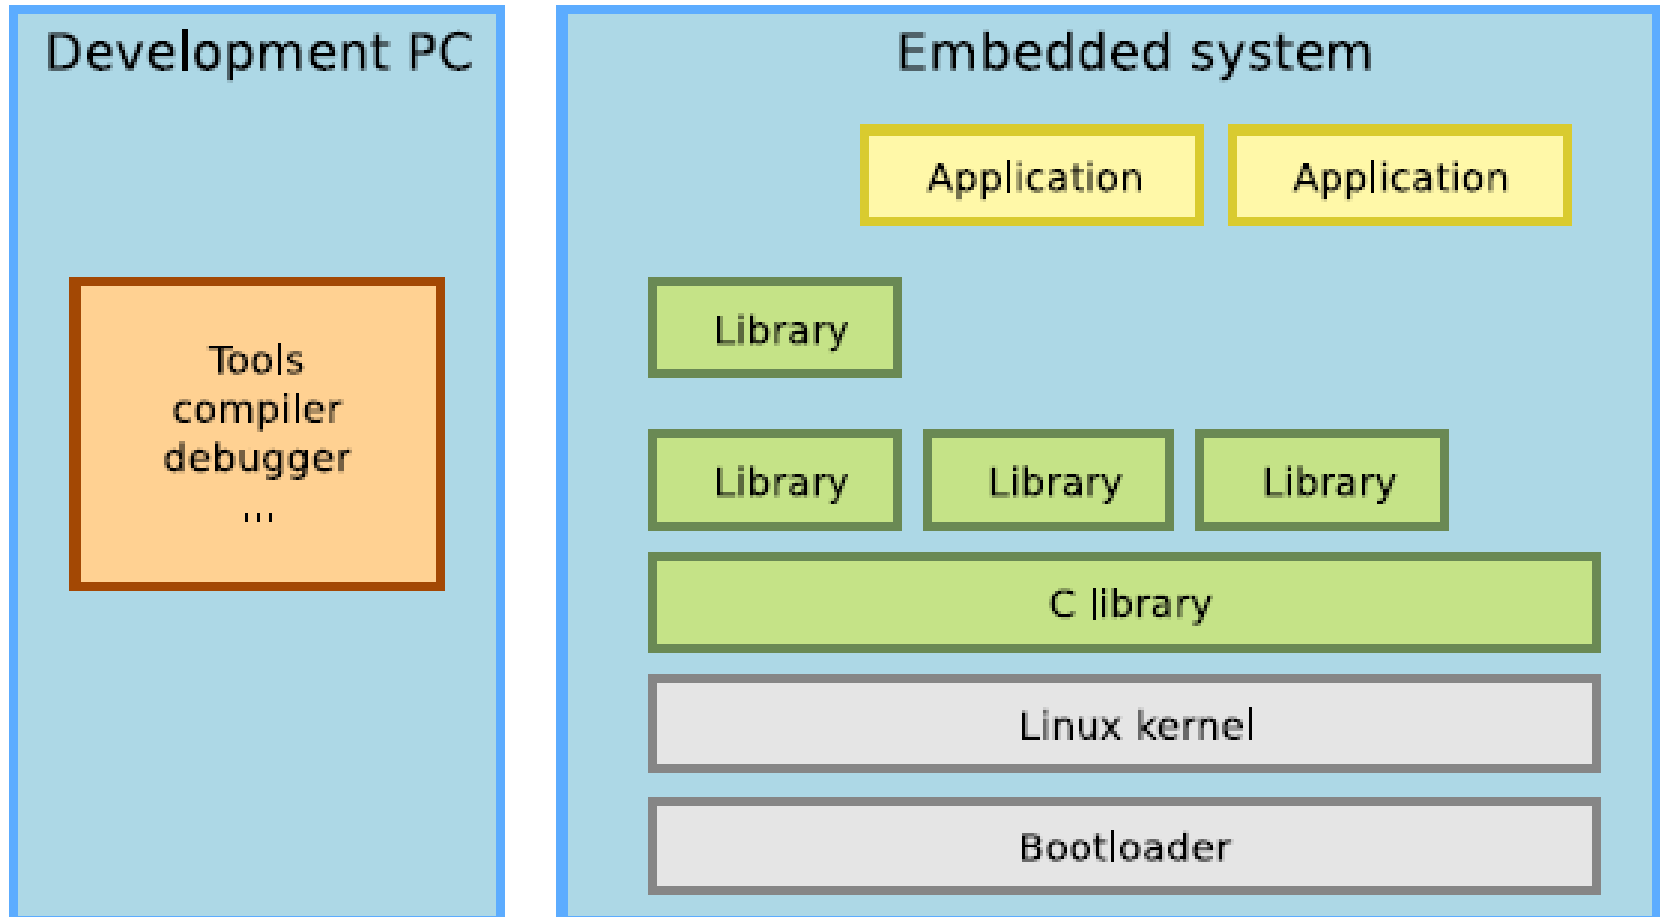 Development PC
Tools
compiler
debugger
...
Embedded system
Application Application
Library
Library Library Library
C library
Linux kernel
Bootloader